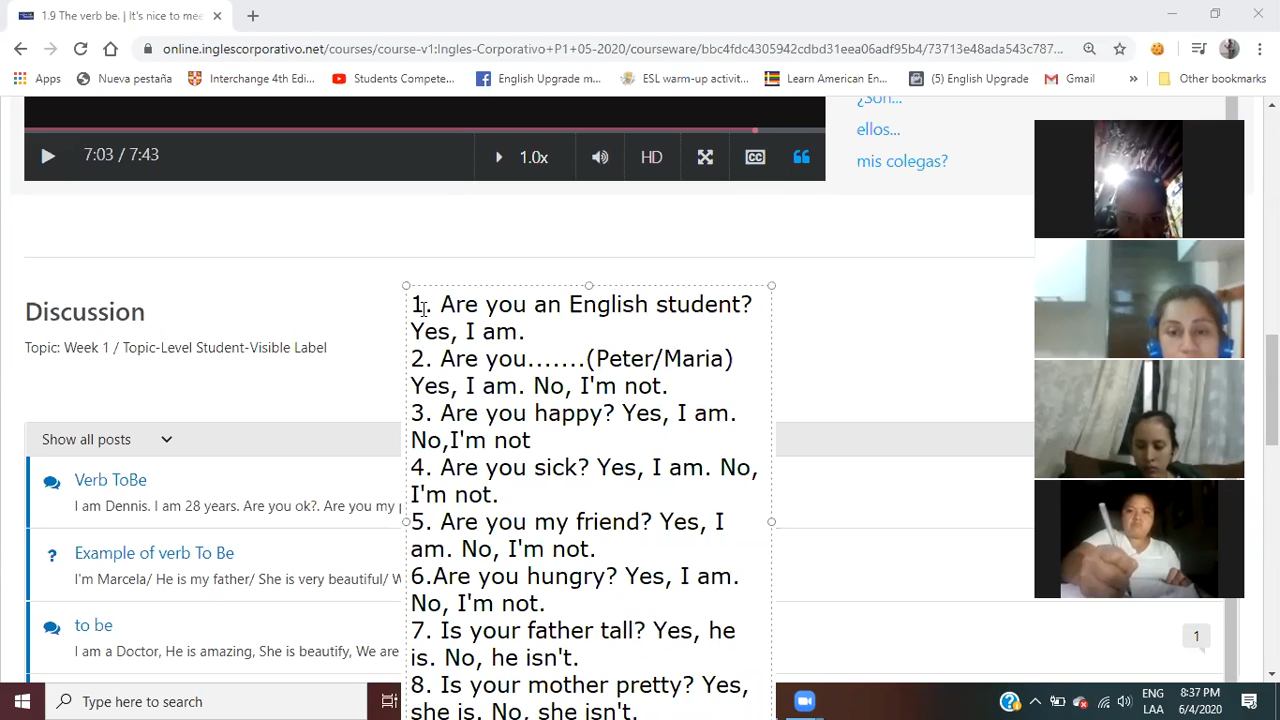 1.9 The verb be. | It's nice to mee
online.inglescorporativo.net/courses/course-v1:Ingles-Corporativo+P1+05-2020/courseware/bbc4fdc4305942cdbd31eea06adf95b4/73713e48ada543c787...
Apps Nueva pestaña Interchange 4th Edi... Students Compete... English Upgrade m... ESL warm-up activit... Learn American En... (5) English Upgrade Gmail » Other bookmarks
¿Son...
ellos...
mis colegas?
7:03 / 7:43 1.0x HD CC
Discussion
Topic: Week 1 / Topic-Level Student-Visible Label
Show all posts
Verb ToBe
I am Dennis. I am 28 years. Are you ok?. Are you my
Example of verb To Be
I'm Marcela/ He is my father/ She is very beautiful/
to be
I am a Doctor, He is amazing, She is beautify, We are
1
1. Are you an English student?
Yes, I am.
2. Are you.......(Peter/Maria)
Yes, I am. No, I'm not.
3. Are you happy? Yes, I am.
No,I'm not
4. Are you sick? Yes, I am. No,
I'm not.
5. Are you my friend? Yes, I
am. No, I'm not.
6.Are you hungry? Yes, I am.
No, I'm not.
7. Is your father tall? Yes, he
is. No, he isn't.
8. Is your mother pretty? Yes,
she is. No, she isn't.
Type here to search
ENG 8:37 PM
LAA 6/4/2020